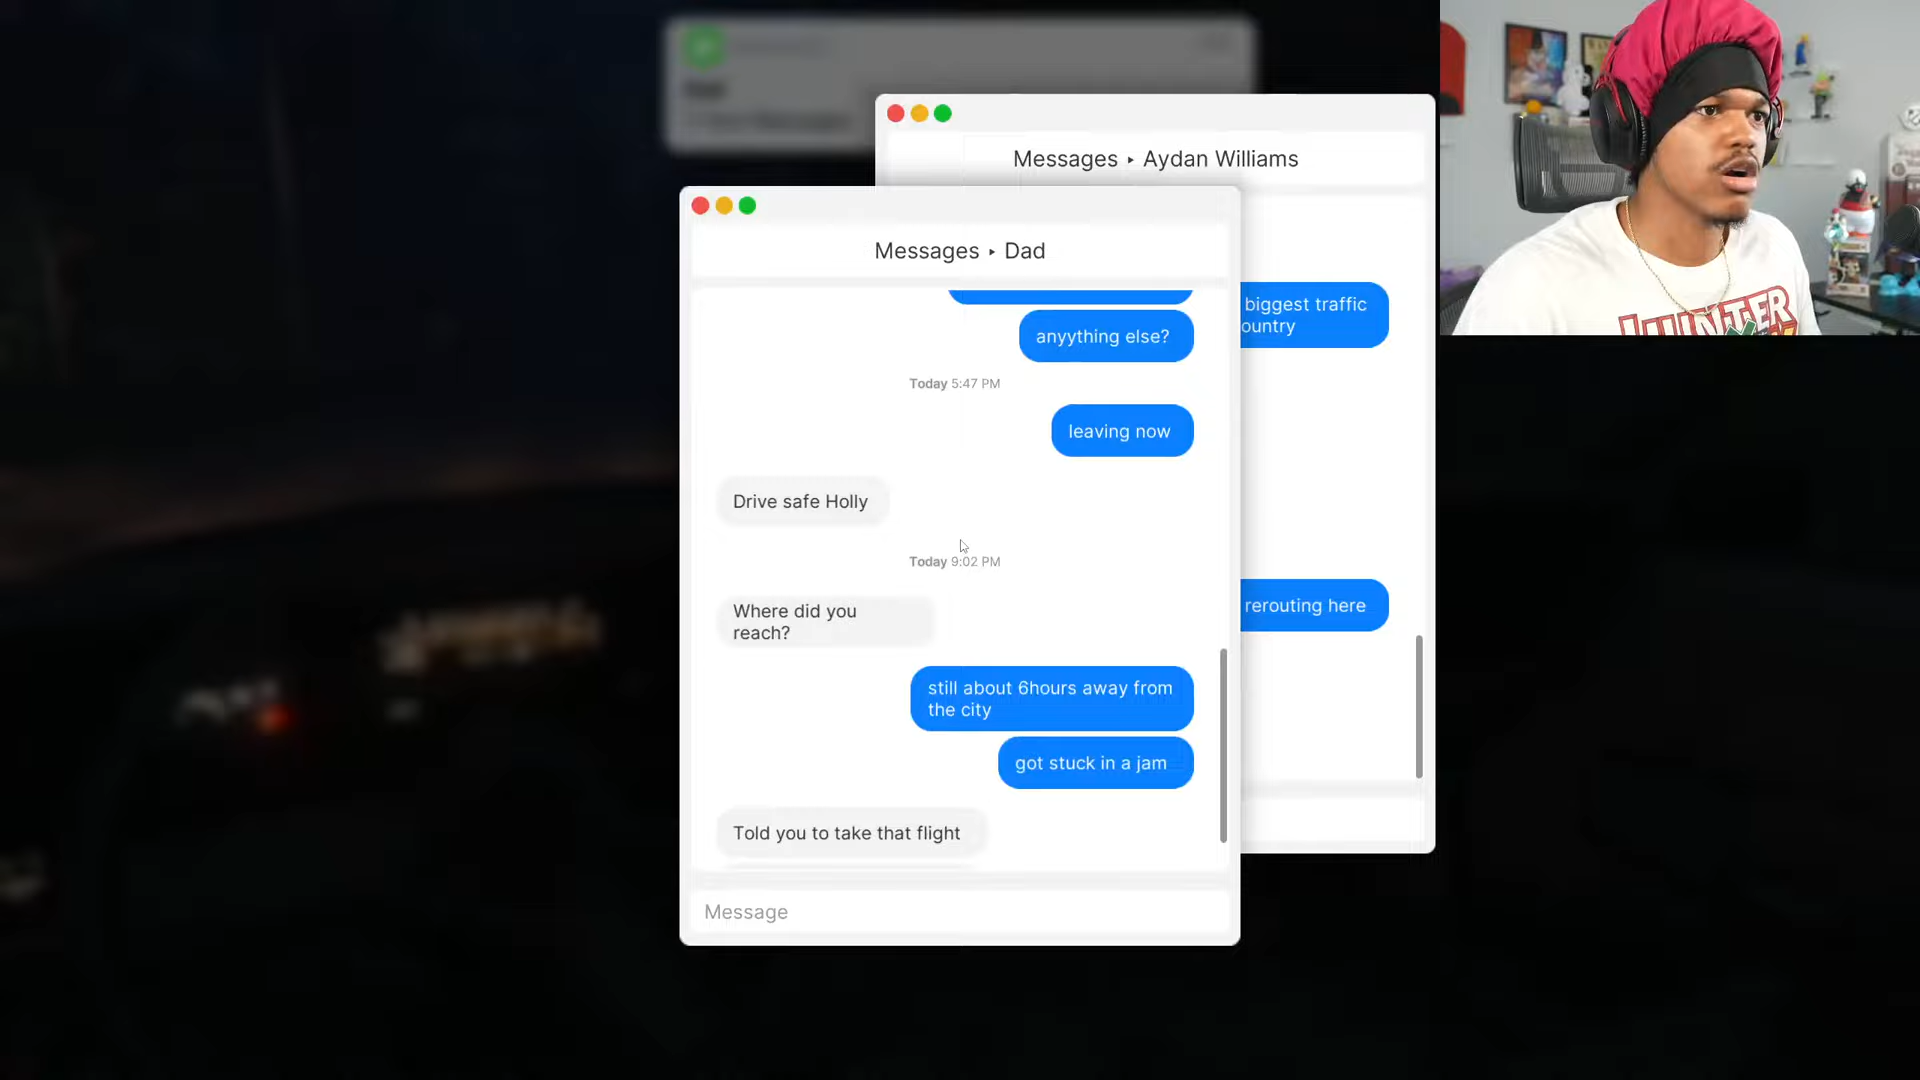 Messages ‣ Aydan Williams
biggest traffic
ountry
rerouting here
Messages ‣ Dad
anyything else?
Today 5:47 PM
leaving now
Drive safe Holly
Today 9:02 PM
Where did you
reach?
still about 6hours away from
the city
got stuck in a jam
Told you to take that flight
Message
HUNTER